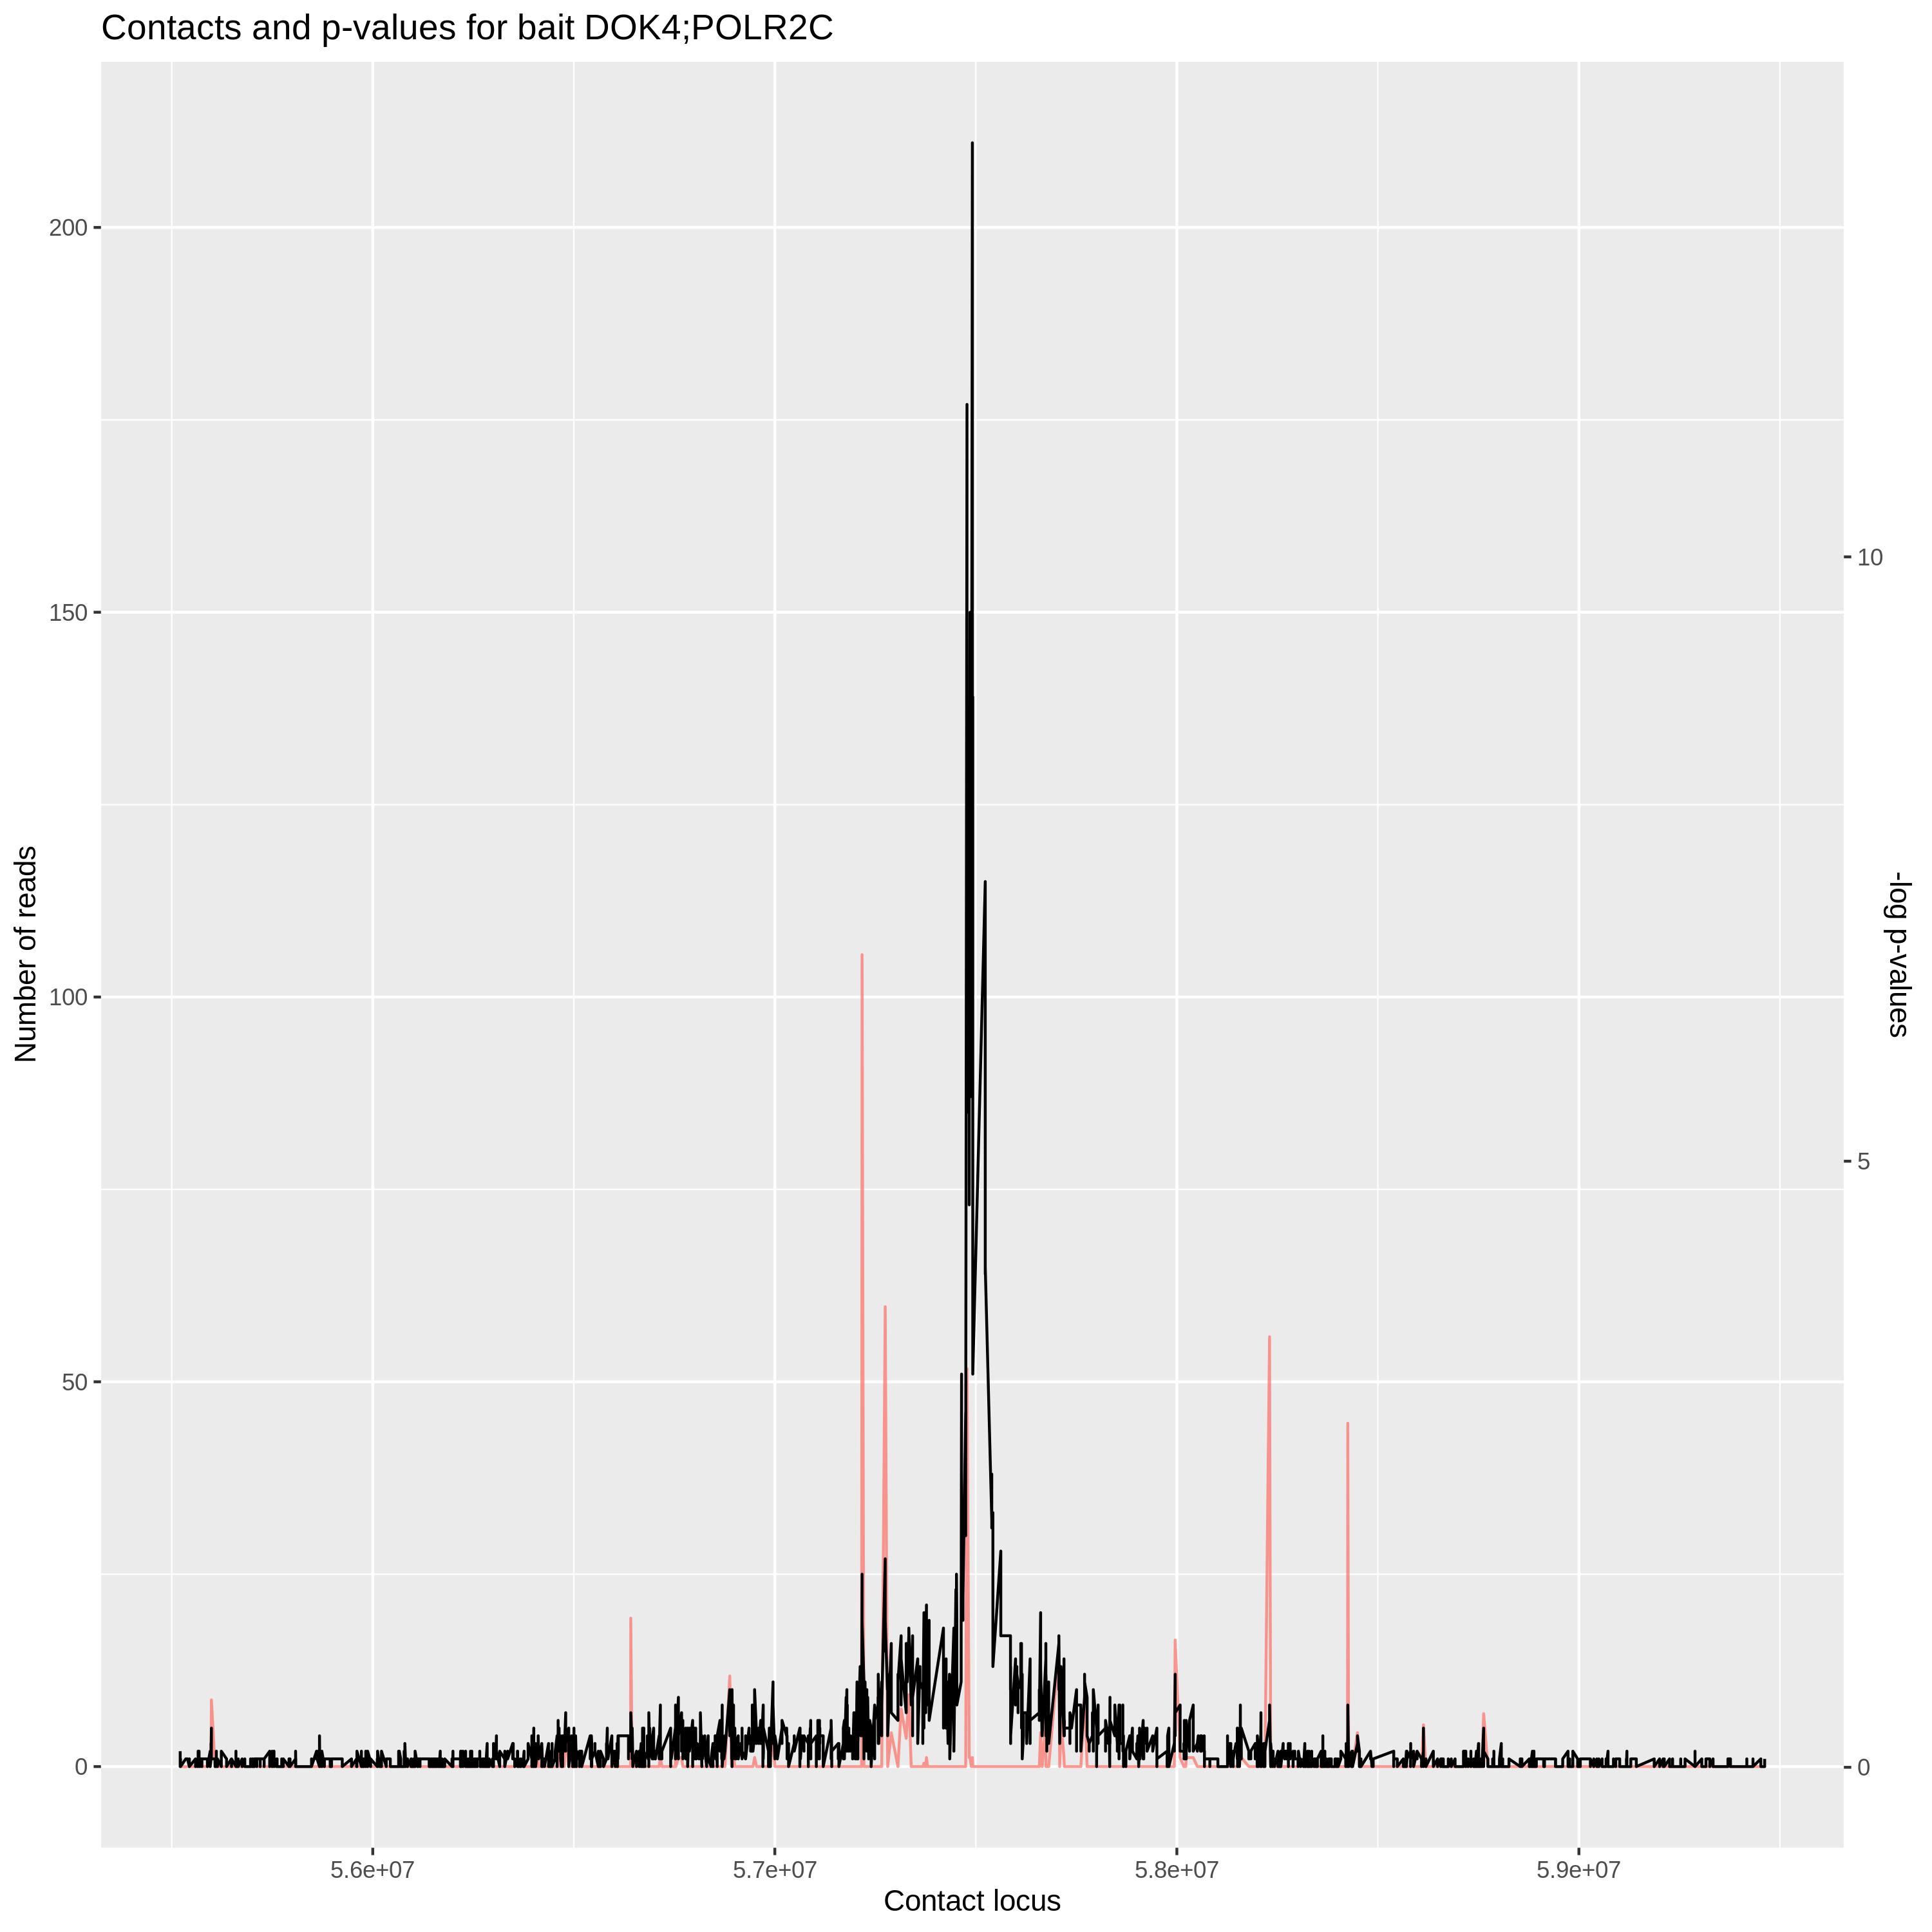 Contacts and p-values for bait DOK4;POLR2C
200
150
100
50
0
Number of reads
10
5
0
-log p-values
5.6e+07
5.7e+07
5.8e+07
5.9e+07
Contact locus